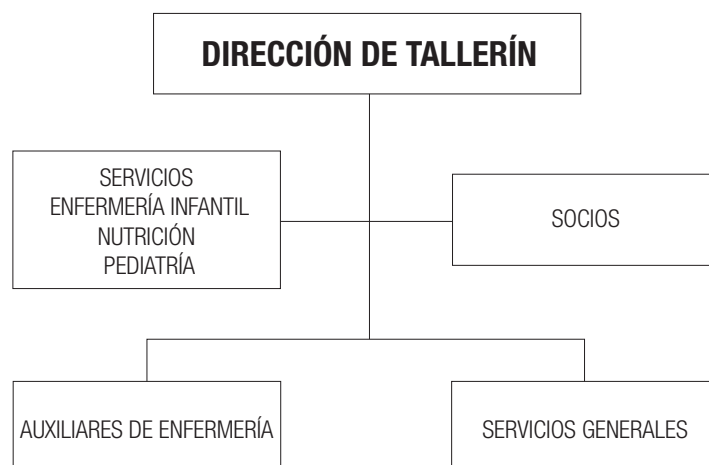 DIRECCIÓN DE TALLERÍN
SERVICIOS
ENFERMERÍA INFANTIL
NUTRICIÓN
PEDIATRÍA
SOCIOS
AUXILIARES DE ENFERMERÍA
SERVICIOS GENERALES